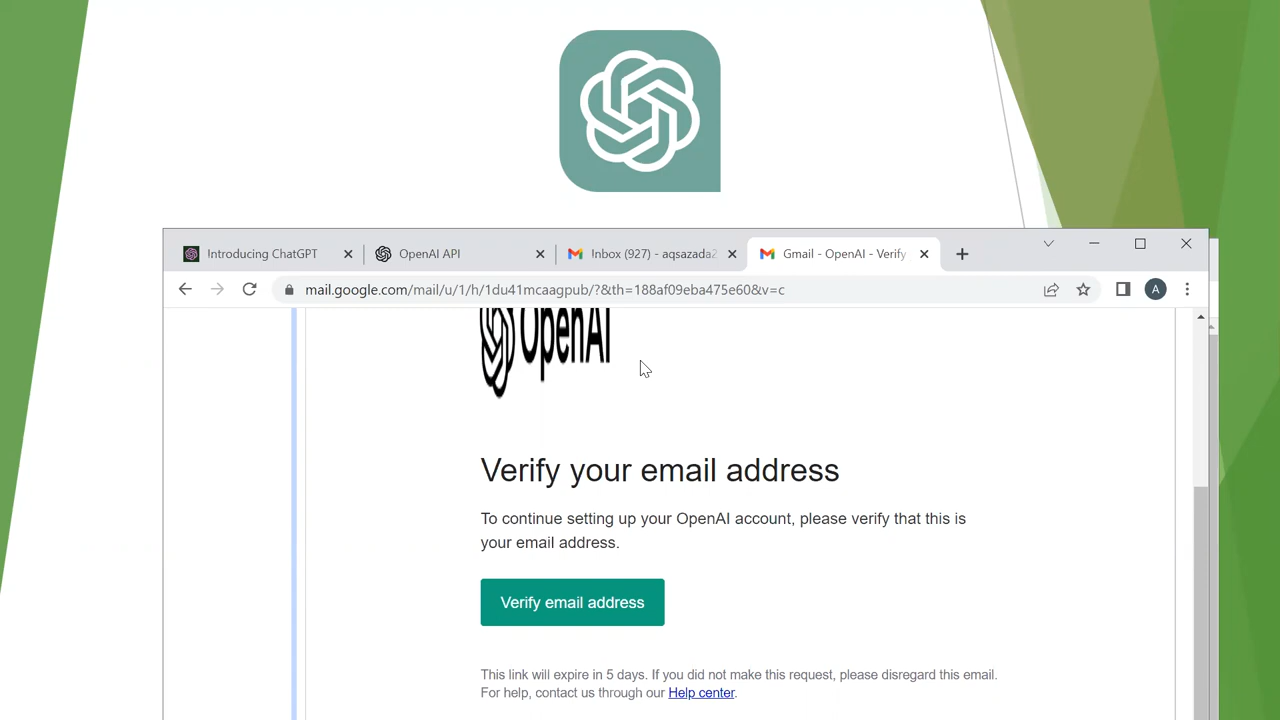 Introducing ChatGPT
OpenAI API
Inbox (927) - aqsazada2
Gmail - OpenAI - Verify
mail.google.com/mail/u/1/h/1du41mcaagpub/?&th=188af09eba475e60&v=c
A
OpenAI
Verify your email address
To continue setting up your OpenAI account, please verify that this is
your email address.
Verify email address
This link will expire in 5 days. If you did not make this request, please disregard this email.
For help, contact us through our Help center.